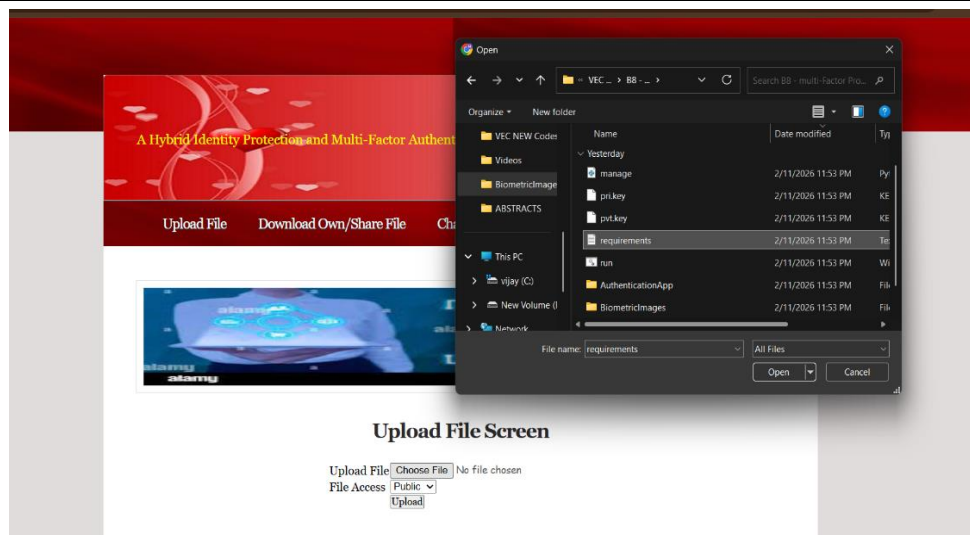 Open
VEC ... > B8 - ... >
Search B8 - multi-Factor Pro...
Organize
New folder
VEC NEW Codes
Videos
BiometricImage
ABSTRACTS
This PC
vijay (C:)
New Volume (
Network
Name
Date modified
Yesterday
manage
2/11/2026 11:53 PM
pri.key
2/11/2026 11:53 PM
KE
pvt.key
2/11/2026 11:53 PM
KE
requirements
2/11/2026 11:53 PM
run
2/11/2026 11:53 PM
Wi
AuthenticationApp
2/11/2026 11:53 PM
BiometricImages
2/11/2026 11:53 PM
File name:
requirements
All Files
Open
Cancel
A Hybrid Identity Protection and Multi-Factor Authent
Upload File
Download Own/Share File
Cha
alamy
alamy
alamy
Upload File Screen
Upload File Choose File No file chosen
File Access Public
Upload